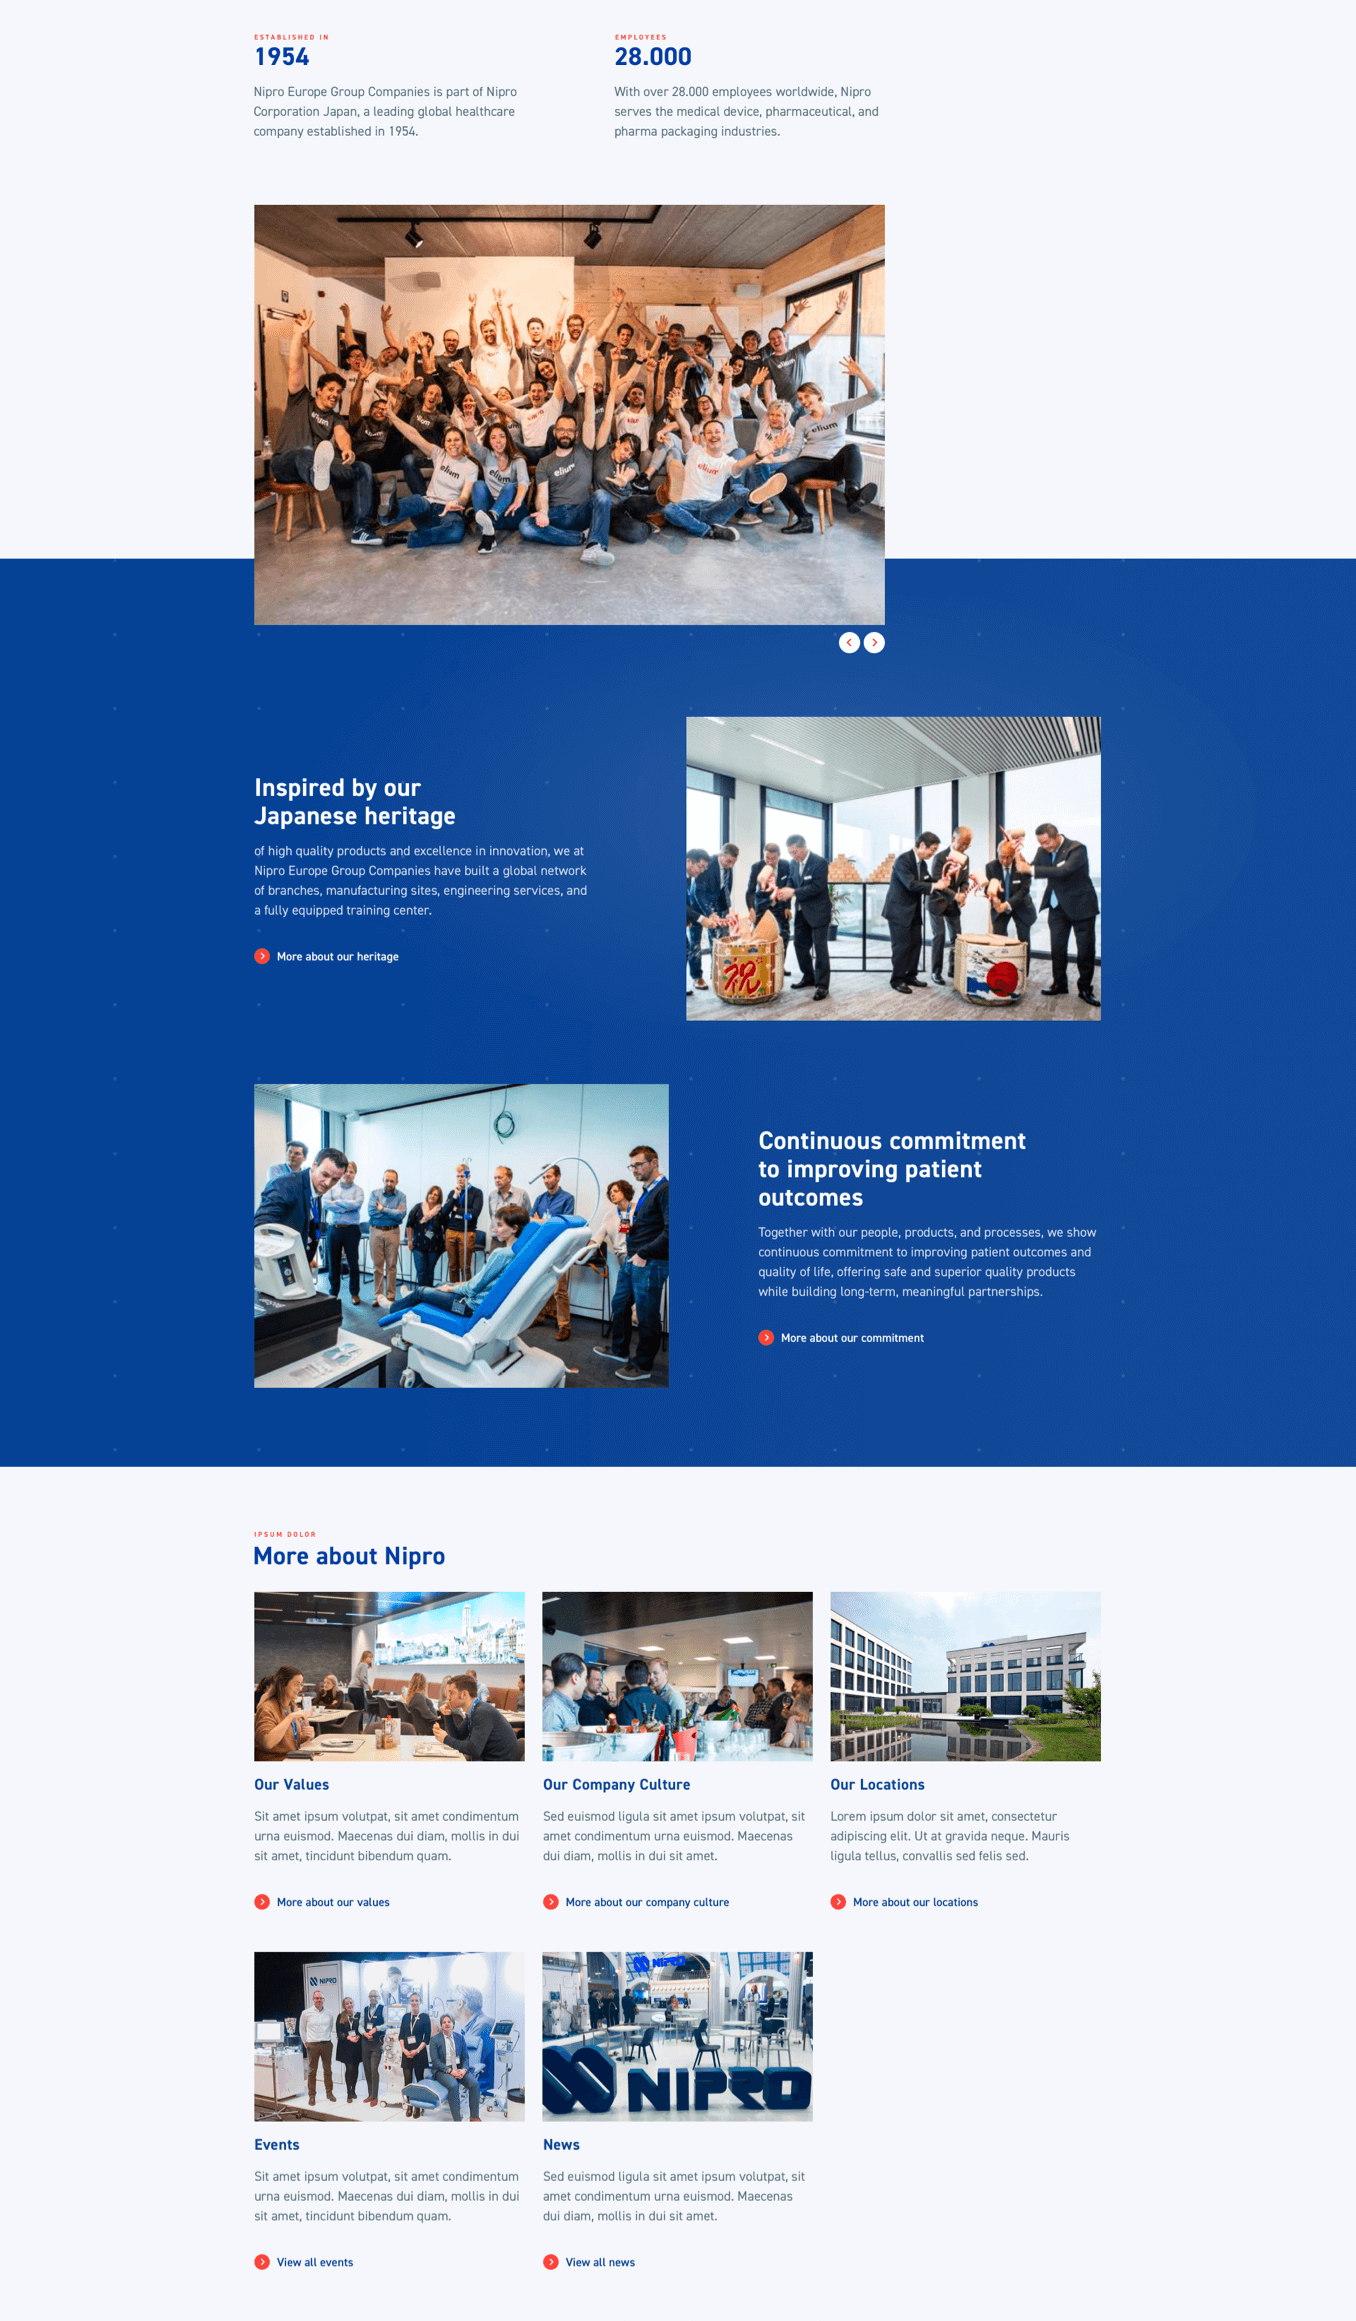 ESTABLISHED IN
1954
Nipro Europe Group Companies is part of Nipro
Corporation Japan, a leading global healthcare
company established in 1954.
EMPLOYEES
28.000
With over 28.000 employees worldwide, Nipro
serves the medical device, pharmaceutical, and
pharma packaging industries.
elium
elium
elium
elium
elium
elium
Inspired by our
Japanese heritage
of high quality products and excellence in innovation, we at
Nipro Europe Group Companies have built a global network
of branches, manufacturing sites, engineering services, and
a fully equipped training center.
More about our heritage
祝
Continuous commitment
to improving patient
outcomes
Together with our people, products, and processes, we show
continuous commitment to improving patient outcomes and
quality of life, offering safe and superior quality products
while building long-term, meaningful partnerships.
More about our commitment
IPSUM DOLOR
More about Nipro
Our Values
Sit amet ipsum volutpat, sit amet condimentum
urna euismod. Maecenas dui diam, mollis in dui
sit amet, tincidunt bibendum quam.
More about our values
Our Company Culture
Sed euismod ligula sit amet ipsum volutpat, sit
amet condimentum urna euismod. Maecenas
dui diam, mollis in dui sit amet.
More about our company culture
Our Locations
Lorem ipsum dolor sit amet, consectetur
adipiscing elit. Ut at gravida neque. Mauris
ligula tellus, convallis sed felis sed.
More about our locations
NIPRO
Events
Sit amet ipsum volutpat, sit amet condimentum
urna euismod. Maecenas dui diam, mollis in dui
sit amet, tincidunt bibendum quam.
View all events
NIPRO
NIPRO
News
Sed euismod ligula sit amet ipsum volutpat, sit
amet condimentum urna euismod. Maecenas
dui diam, mollis in dui sit amet.
View all news